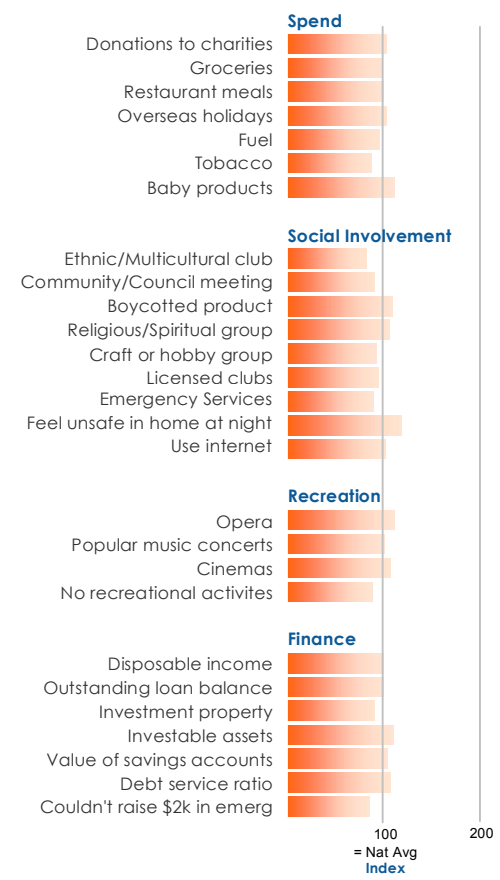 Spend
Donations to charities
Groceries
Restaurant meals
Overseas holidays
Fuel
Tobacco
Baby products
Social Involvement
Ethnic/Multicultural club
Community/Council meeting
Boycotted product
Religious/Spiritual group
Craft or hobby group
Licensed clubs
Emergency Services
Feel unsafe in home at night
Use internet
Recreation
Opera
Popular music concerts
Cinemas
No recreational activites
Finance
Disposable income
Outstanding loan balance
Investment property
Investable assets
Value of savings accounts
Debt service ratio
Couldn't raise $2k in emerg
100 200
= Nat Avg
Index